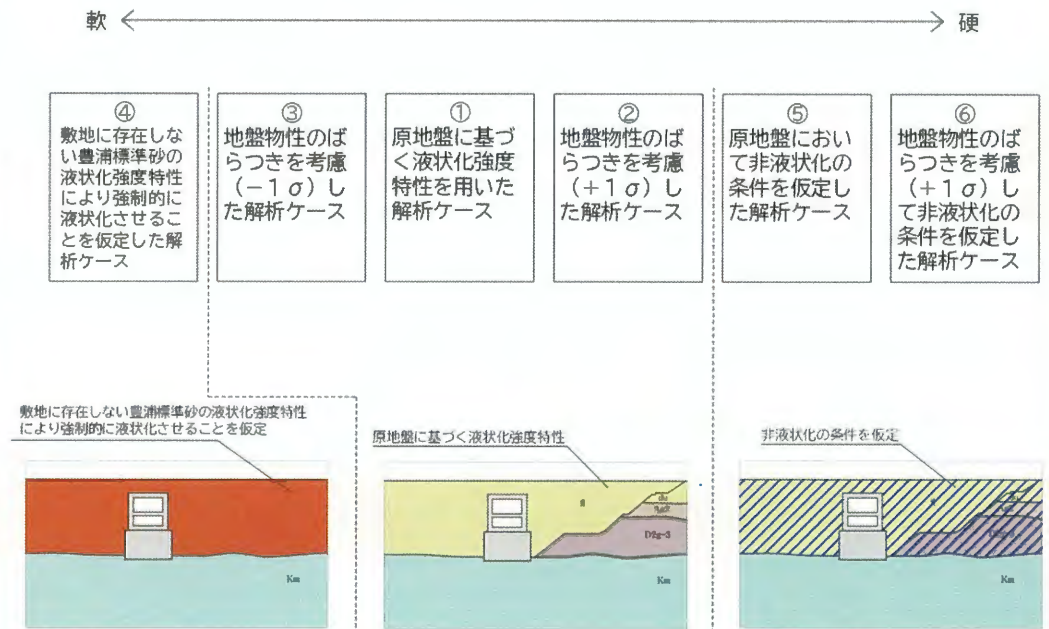 軟
硬
④
敷地に存在しな
い豊浦標準砂の
液状化強度特性
により強制的に
液状化させるこ
とを仮定した解
析ケース
③
地盤物性のば
らつきを考慮
(-1σ)し
た解析ケース
①
原地盤に基づ
く液状化強度
特性を用いた
解析ケース
②
地盤物性のば
らつきを考慮
(+1σ)し
た解析ケース
⑤
原地盤におい
て非液状化の
条件を仮定し
た解析ケース
⑥
地盤物性のば
らつきを考慮
(+1σ)し
て非液状化の
条件を仮定し
た解析ケース
敷地に存在しない豊浦標準砂の液状化強度特性
により強制的に液状化させることを仮定
Km
原地盤に基づく液状化強度特性
du
D2g-3
Km
非液状化の条件を仮定
Km